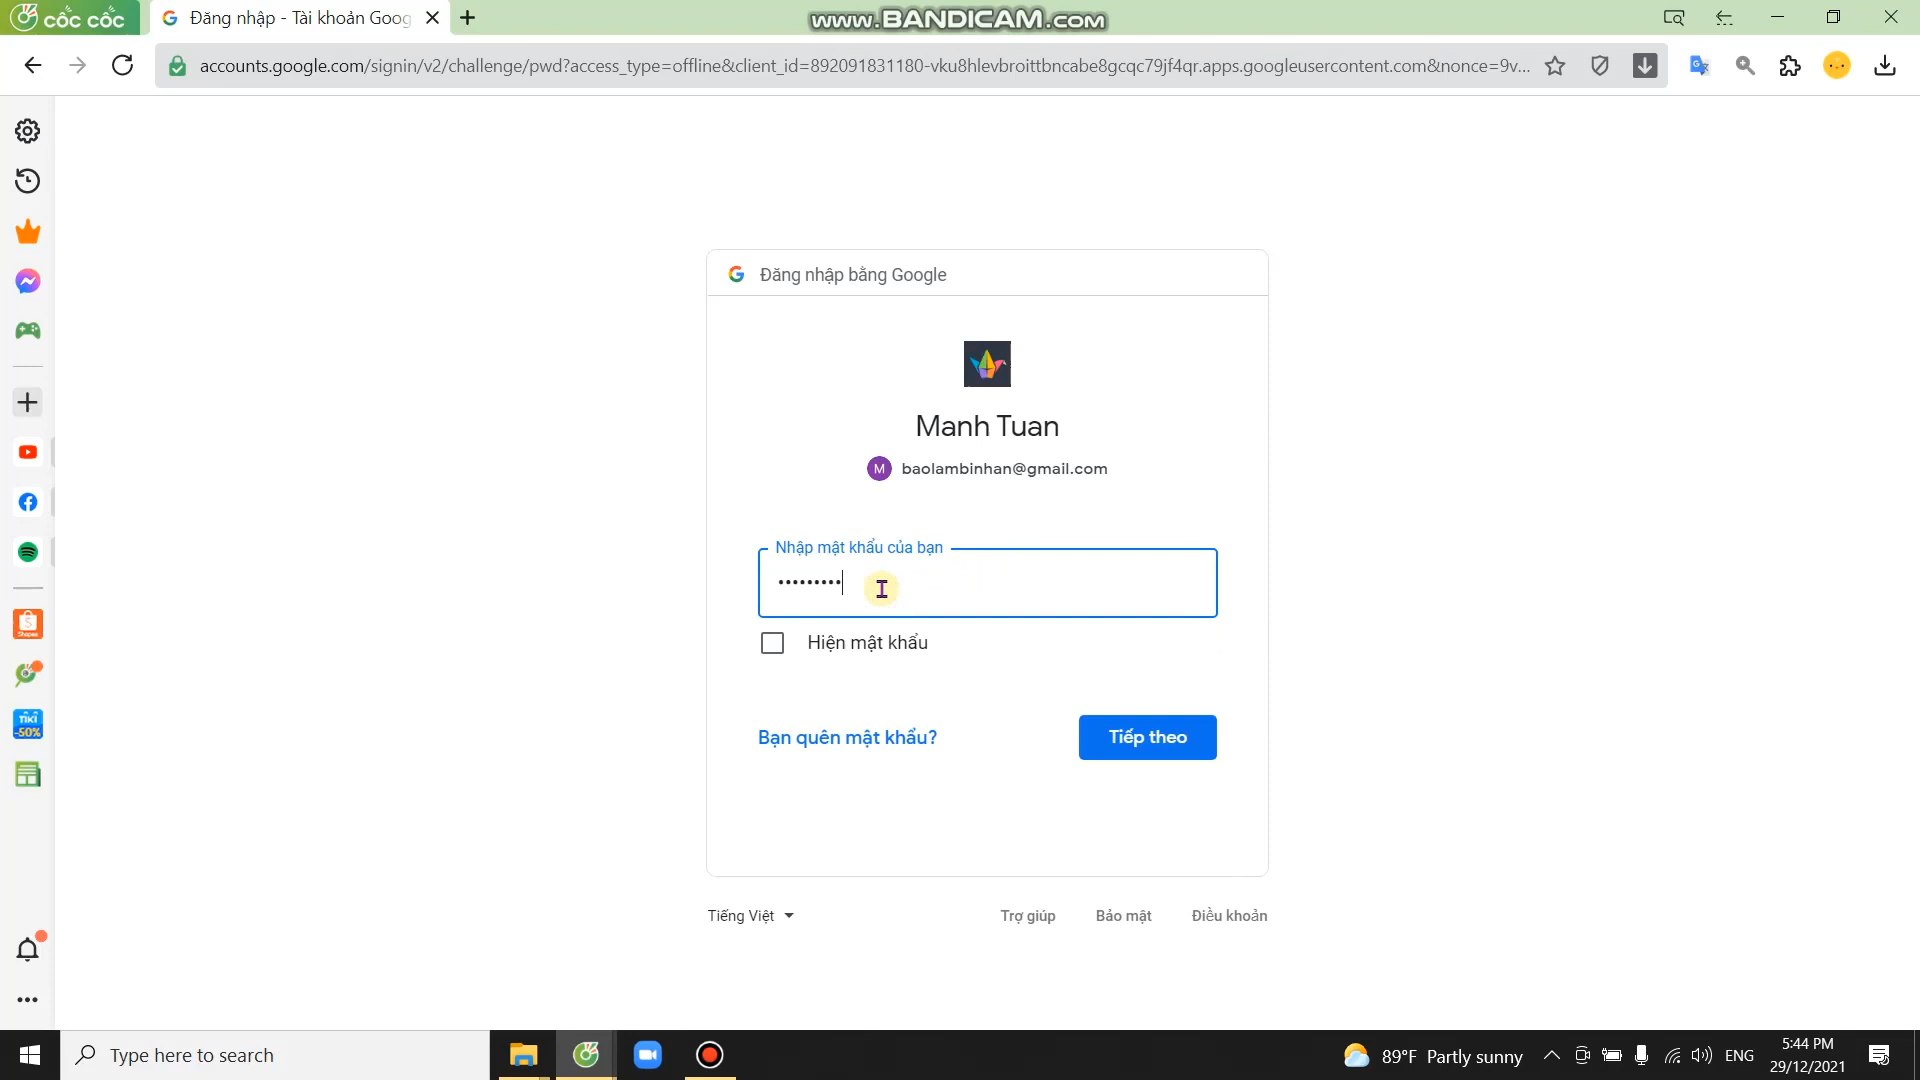 cốc cốc
Đăng nhập - Tài khoản Goog
www.BANDICAM.com
accounts.google.com/signin/v2/challenge/pwd?access_type=offline&client_id=892091831180-vku8hlevbroittbncabe8gcqc79jf4qr.apps.googleusercontent.com&nonce=9v...
Đăng nhập bằng Google
Manh Tuan
M baolambinhan@gmail.com
Nhập mật khẩu của bạn
•••••••••
Hiện mật khẩu
Bạn quên mật khẩu?
Tiếp theo
Tiếng Việt
Trợ giúp
Bảo mật
Điều khoản
Shopee
TIKI
-50%
Type here to search
89°F Partly sunny
ENG
5:44 PM
29/12/2021